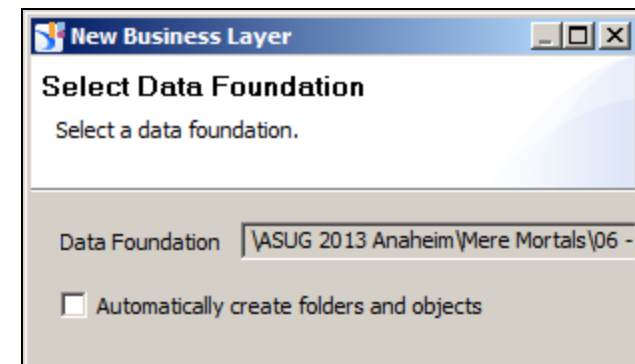 New Business Layer
Select Data Foundation
Select a data foundation.
Data Foundation \ASUG 2013 Anaheim\Mere Mortals\06 -
Automatically create folders and objects